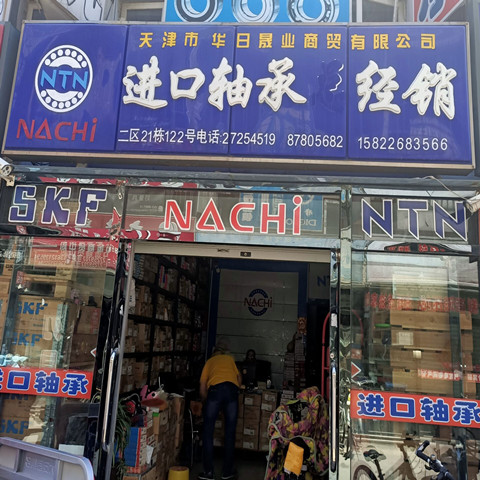 天津市华日晟业商贸有限公司
NTN
进口轴承 经销
NACHi
二区21栋122号电话:27254519 87805682 15822683566
SKF NACHi NTN
NACHi
SKF
进口轴承
进口轴承